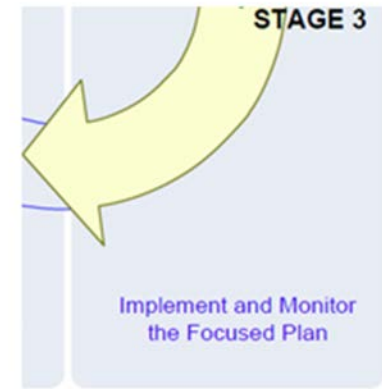 STAGE 3
Implement and Monitor
the Focused Plan